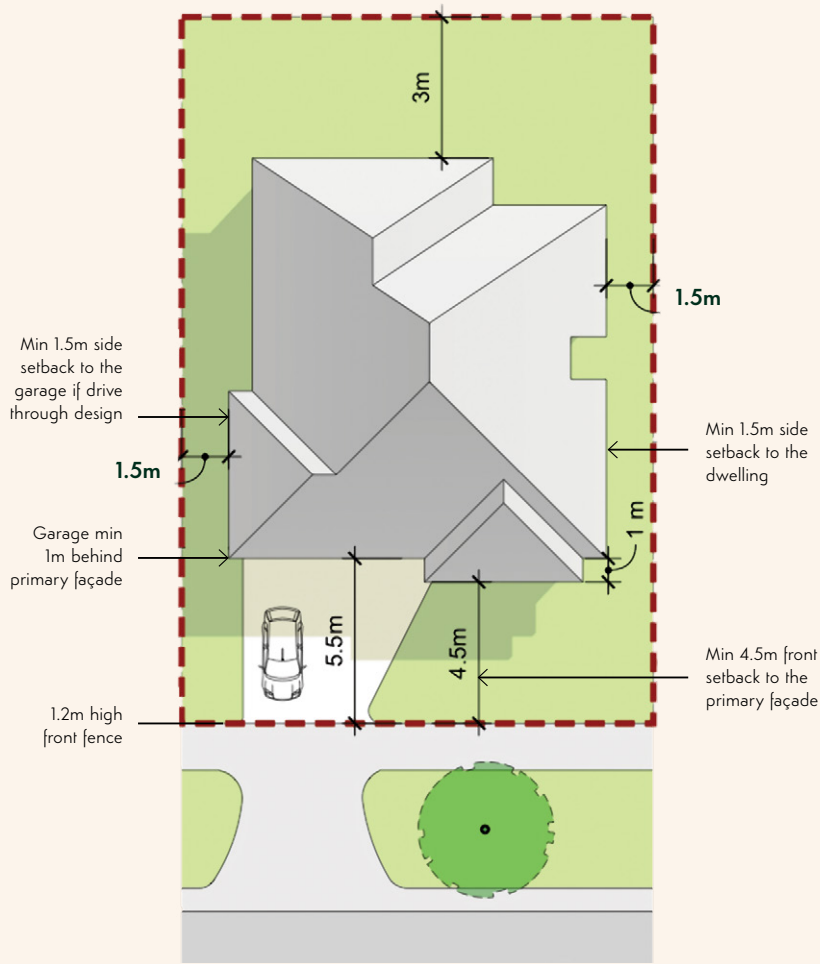 3m
1.5m
Min 1.5m side
setback to the
garage if drive
through design
1.5m
Min 1.5m side
setback to the
dwelling
1 m
Garage min
1m behind
primary façade
5.5m
4.5m
Min 4.5m front
setback to the
primary façade
1.2m high
front fence